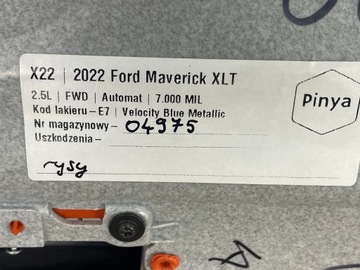 X22 | 2022 Ford Maverick XLT
2.5L | FWD | Automat | 7.000 MIL
Kod lakieru – E7 | Velocity Blue Metallic
Nr magazynowy – 04975
Uszkodzenia –
rysy
Pinya